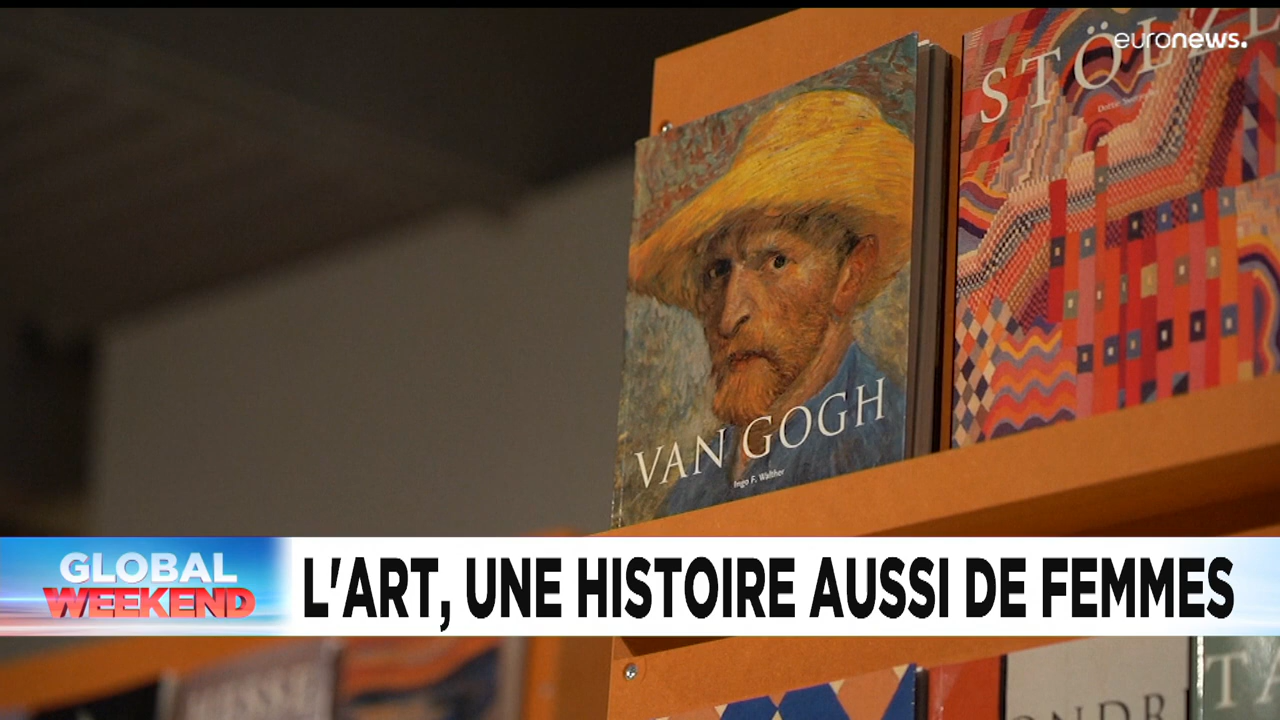 euronews.
STÖLZL
VAN GOGH
Ingo F. Walther
GLOBAL
WEEKEND
L'ART, UNE HISTOIRE AUSSI DE FEMMES